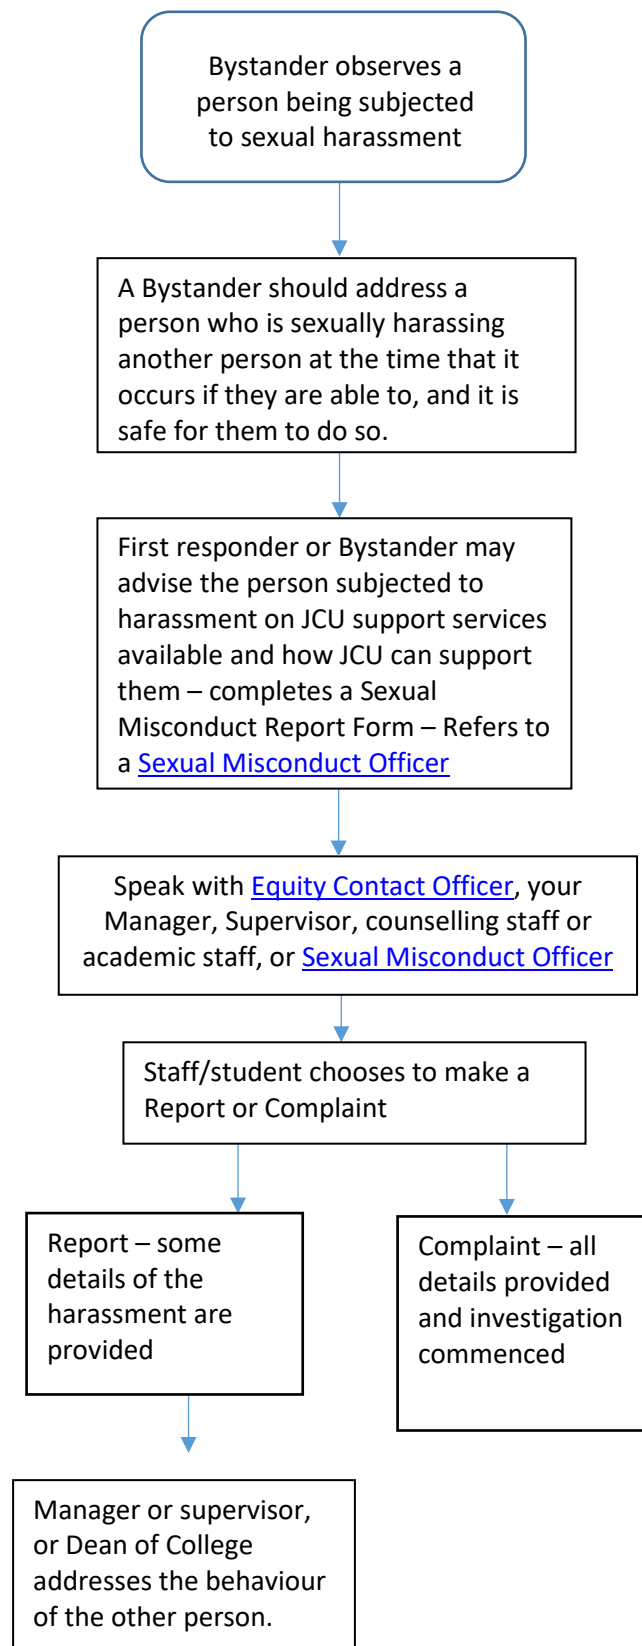 Bystander observes a
person being subjected
to sexual harassment
A Bystander should address a
person who is sexually harassing
another person at the time that it
occurs if they are able to, and it is
safe for them to do so.
First responder or Bystander may
advise the person subjected to
harassment on JCU support services
available and how JCU can support
them – completes a Sexual
Misconduct Report Form – Refers to
a Sexual Misconduct Officer
Speak with Equity Contact Officer, your
Manager, Supervisor, counselling staff or
academic staff, or Sexual Misconduct Officer
Staff/student chooses to make a
Report or Complaint
Report – some
details of the
harassment are
provided
Complaint – all
details provided
and investigation
commenced
Manager or supervisor,
or Dean of College
addresses the behaviour
of the other person.